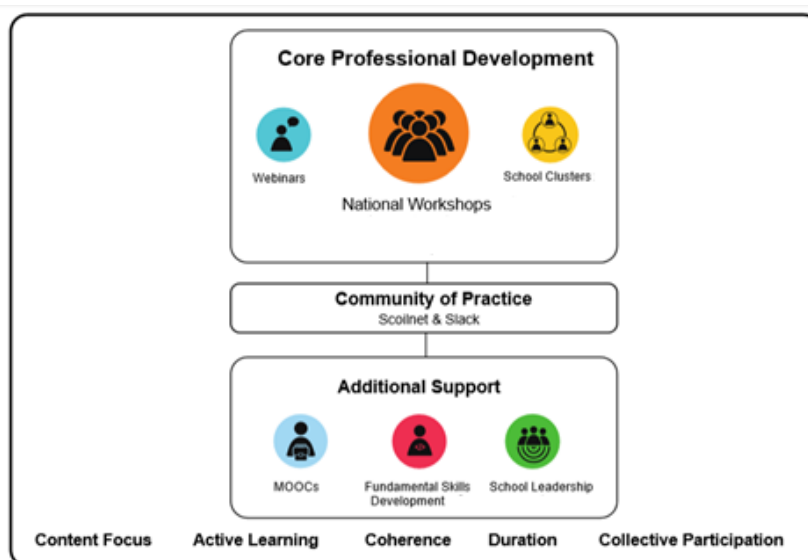 Core Professional Development
Webinars
National Workshops
School Clusters
Community of Practice
Scoilnet & Slack
Additional Support
MOOCs
Fundamental Skills
Development
School Leadership
Content Focus Active Learning Coherence Duration Collective Participation